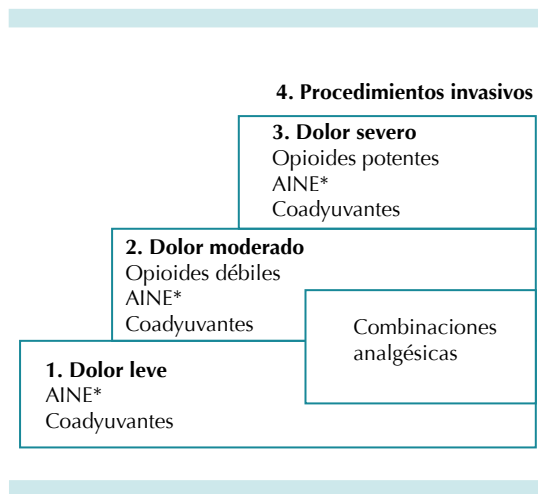 4. Procedimientos invasivos
3. Dolor severo
Opioides potentes
AINE*
Coadyuvantes
2. Dolor moderado
Opioides débiles
AINE*
Coadyuvantes
Combinaciones
analgésicas
1. Dolor leve
AINE*
Coadyuvantes